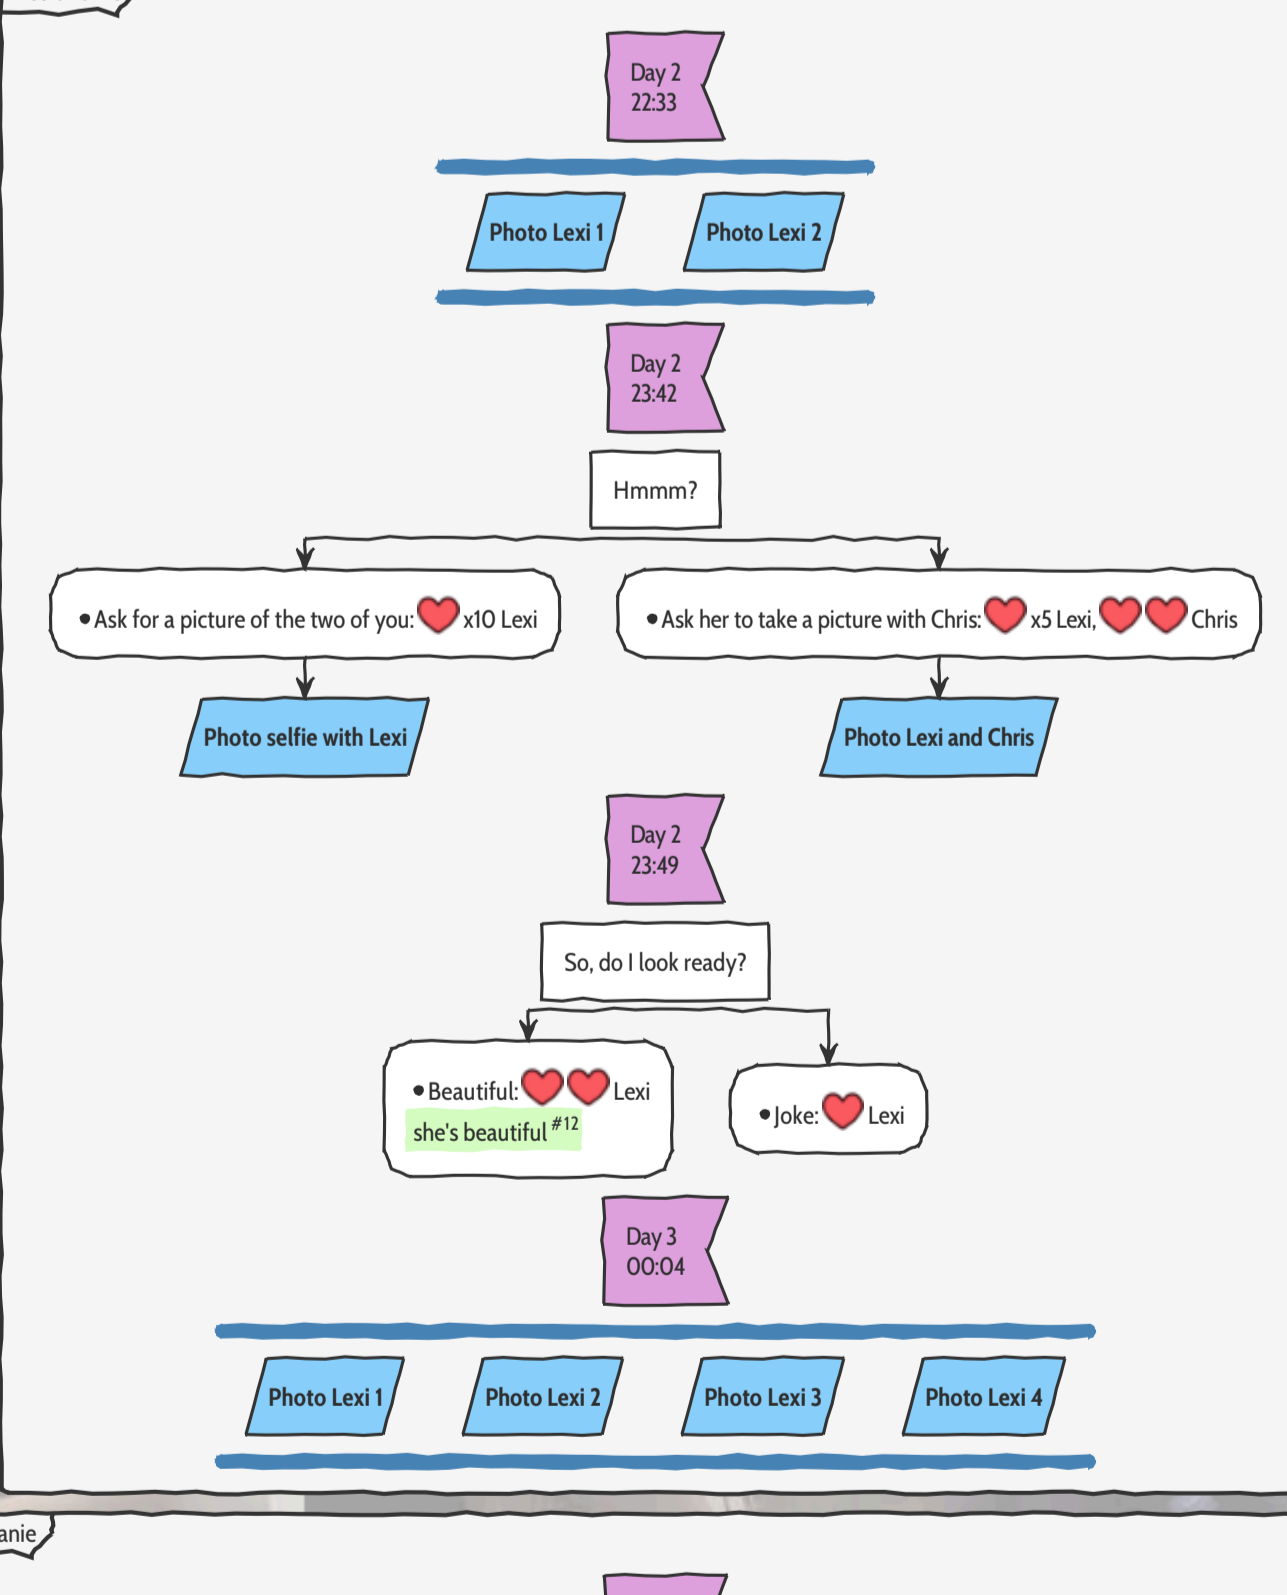 Day 2
22:33
Photo Lexi 1
Photo Lexi 2
Day 2
23:42
Hmmm?
• Ask for a picture of the two of you: x10 Lexi
• Ask her to take a picture with Chris: x5 Lexi, Chris
Photo selfie with Lexi
Photo Lexi and Chris
Day 2
23:49
So, do I look ready?
• Beautiful: Lexi
she's beautiful #12
• Joke: Lexi
Day 3
00:04
Photo Lexi 1
Photo Lexi 2
Photo Lexi 3
Photo Lexi 4
anie